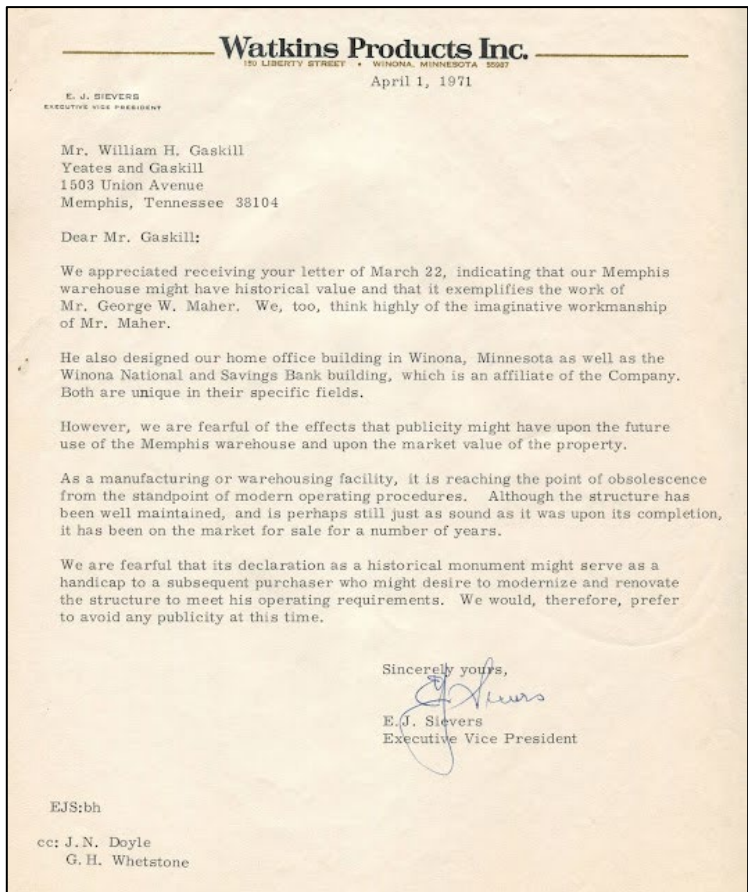 Watkins Products Inc.
150 LIBERTY STREET • WINONA, MINNESOTA 55987
April 1, 1971
E. J. SIEVERS
EXECUTIVE VICE PRESIDENT
Mr. William H. Gaskill
Yeates and Gaskill
1503 Union Avenue
Memphis, Tennessee 38104
Dear Mr. Gaskill:
We appreciated receiving your letter of March 22, indicating that our Memphis
warehouse might have historical value and that it exemplifies the work of
Mr. George W. Maher. We, too, think highly of the imaginative workmanship
of Mr. Maher.
He also designed our home office building in Winona, Minnesota as well as the
Winona National and Savings Bank building, which is an affiliate of the Company.
Both are unique in their specific fields.
However, we are fearful of the effects that publicity might have upon the future
use of the Memphis warehouse and upon the market value of the property.
As a manufacturing or warehousing facility, it is reaching the point of obsolescence
from the standpoint of modern operating procedures. Although the structure has
been well maintained, and is perhaps still just as sound as it was upon its completion,
it has been on the market for sale for a number of years.
We are fearful that its declaration as a historical monument might serve as a
handicap to a subsequent purchaser who might desire to modernize and renovate
the structure to meet his operating requirements. We would, therefore, prefer
to avoid any publicity at this time.
Sincerely yours,
EJ Sievers
E.J. Sievers
Executive Vice President
EJS:bh
cc: J.N. Doyle
G.H. Whetstone